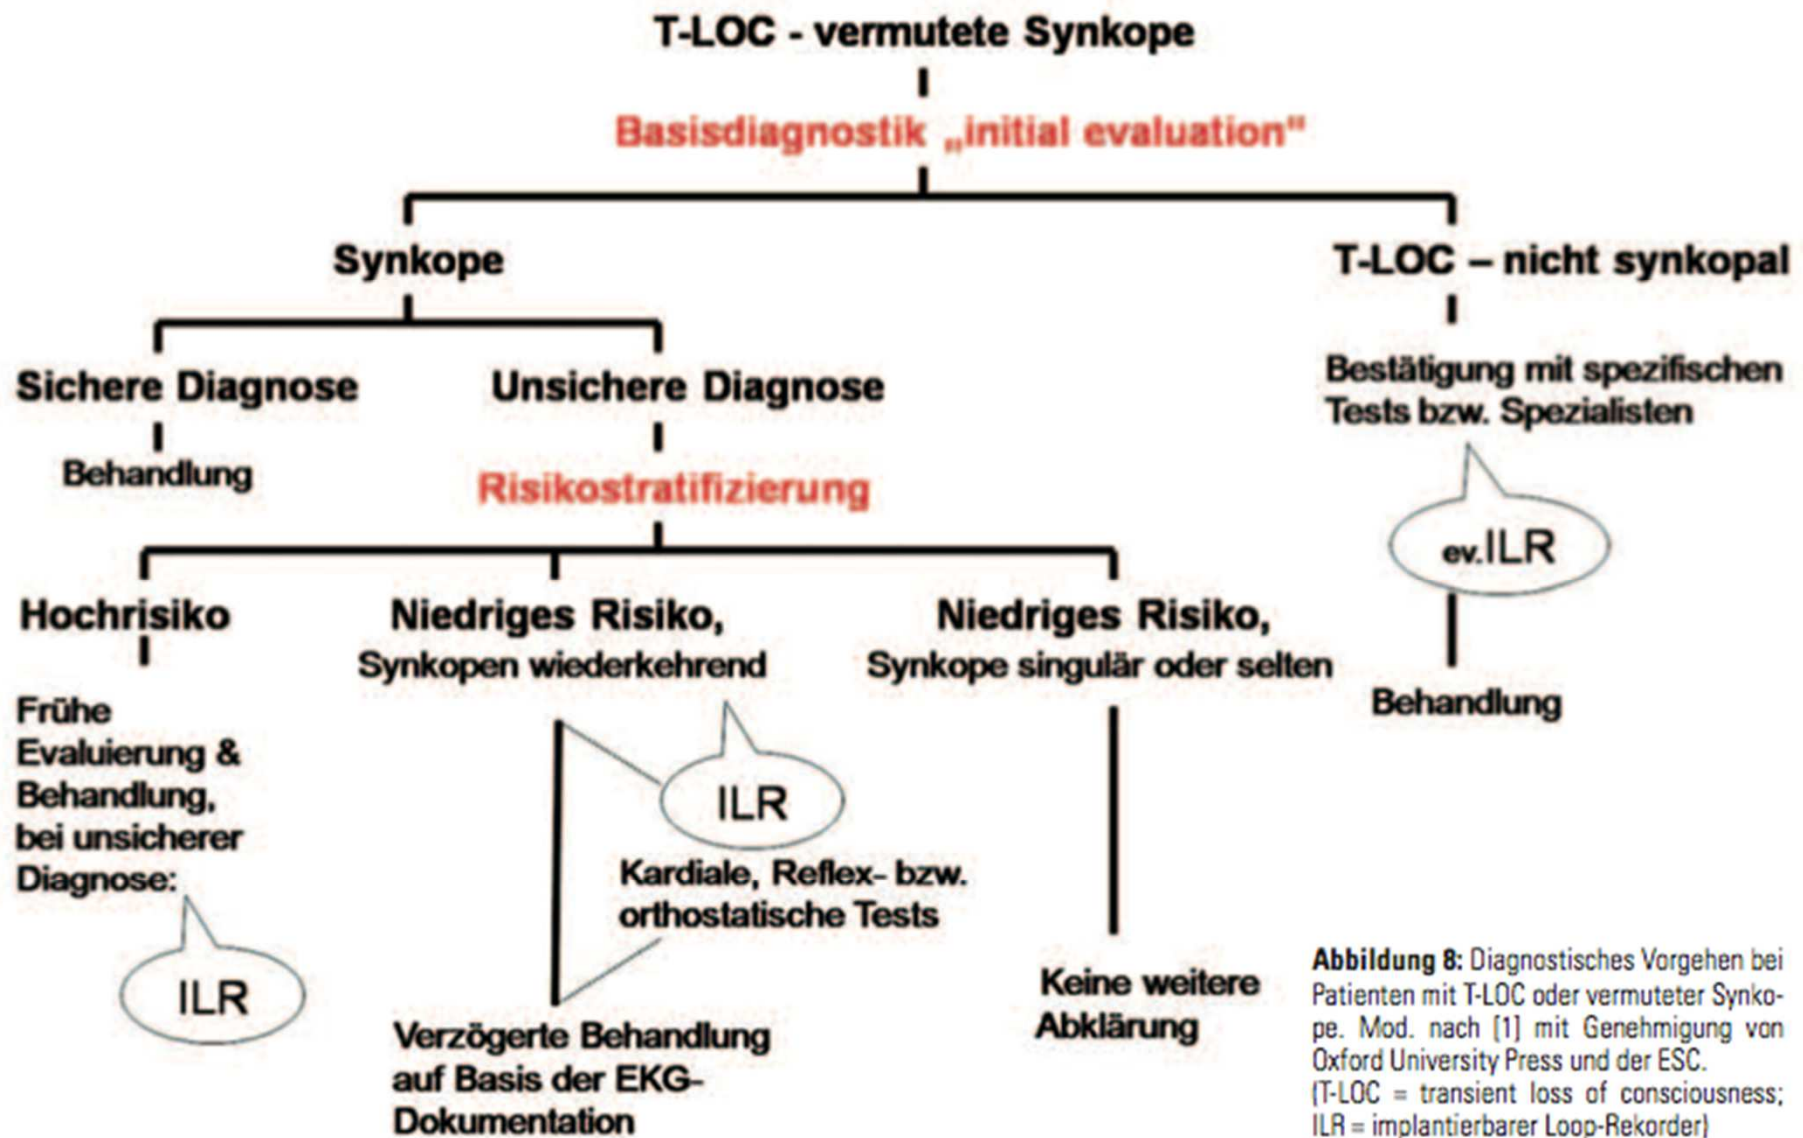 T-LOC - vermutete Synkope
Basisdiagnostik „initial evaluation“
Synkope
T-LOC – nicht synkopal
Sichere Diagnose
Unsichere Diagnose
Bestätigung mit spezifischen
Tests bzw. Spezialisten
Behandlung
Risikostratifizierung
ev.ILR
Hochrisiko
Niedriges Risiko,
Synkopen wiederkehrend
Niedriges Risiko,
Synkope singulär oder selten
Behandlung
Frühe
Evaluierung &
Behandlung,
bei unsicherer
Diagnose:
ILR
ILR
Kardiale, Reflex- bzw.
orthostatische Tests
Verzögerte Behandlung
auf Basis der EKG-
Dokumentation
Keine weitere
Abklärung
Abbildung 8: Diagnostisches Vorgehen bei
Patienten mit T-LOC oder vermuteter Synko-
pe. Mod. nach [1] mit Genehmigung von
Oxford University Press und der ESC.
(T-LOC = transient loss of consciousness;
ILR = implantierbarer Loop-Rekorder)